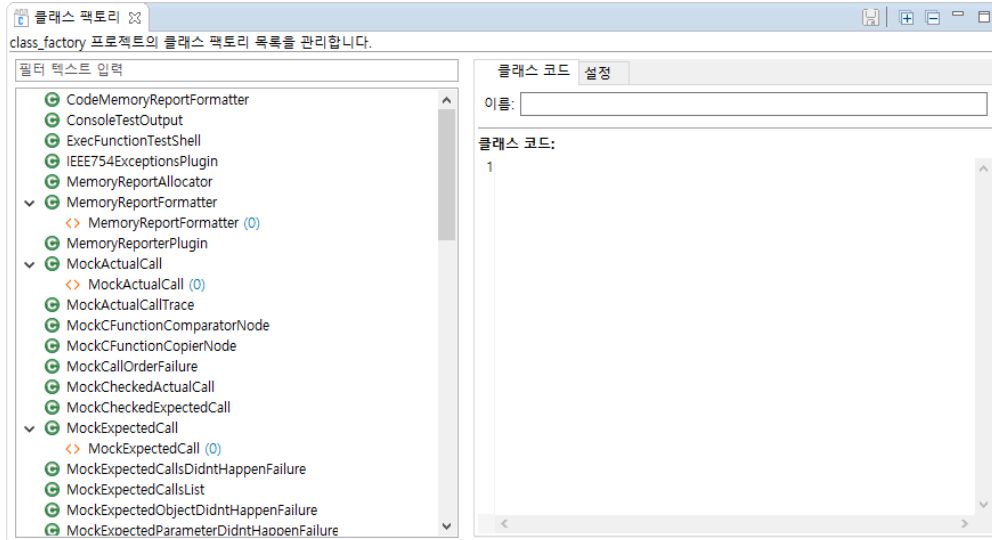 클래스 팩토리
class_factory 프로젝트의 클래스 팩토리 목록을 관리합니다.
필터 텍스트 입력
CodeMemoryReportFormatter
ConsoleTestOutput
ExecFunctionTestShell
IEEE754ExceptionsPlugin
MemoryReportAllocator
MemoryReportFormatter
<> MemoryReportFormatter (0)
MemoryReporterPlugin
MockActualCall
<> MockActualCall (0)
MockActualCallTrace
MockCFunctionComparatorNode
MockCFunctionCopierNode
MockCallOrderFailure
MockCheckedActualCall
MockCheckedExpectedCall
MockExpectedCall
<> MockExpectedCall (0)
MockExpectedCallsDidntHappenFailure
MockExpectedCallsList
MockExpectedObjectDidntHappenFailure
MockExpectedParameterDidntHappenFailure
클래스 코드 설정
이름:
클래스 코드:
1